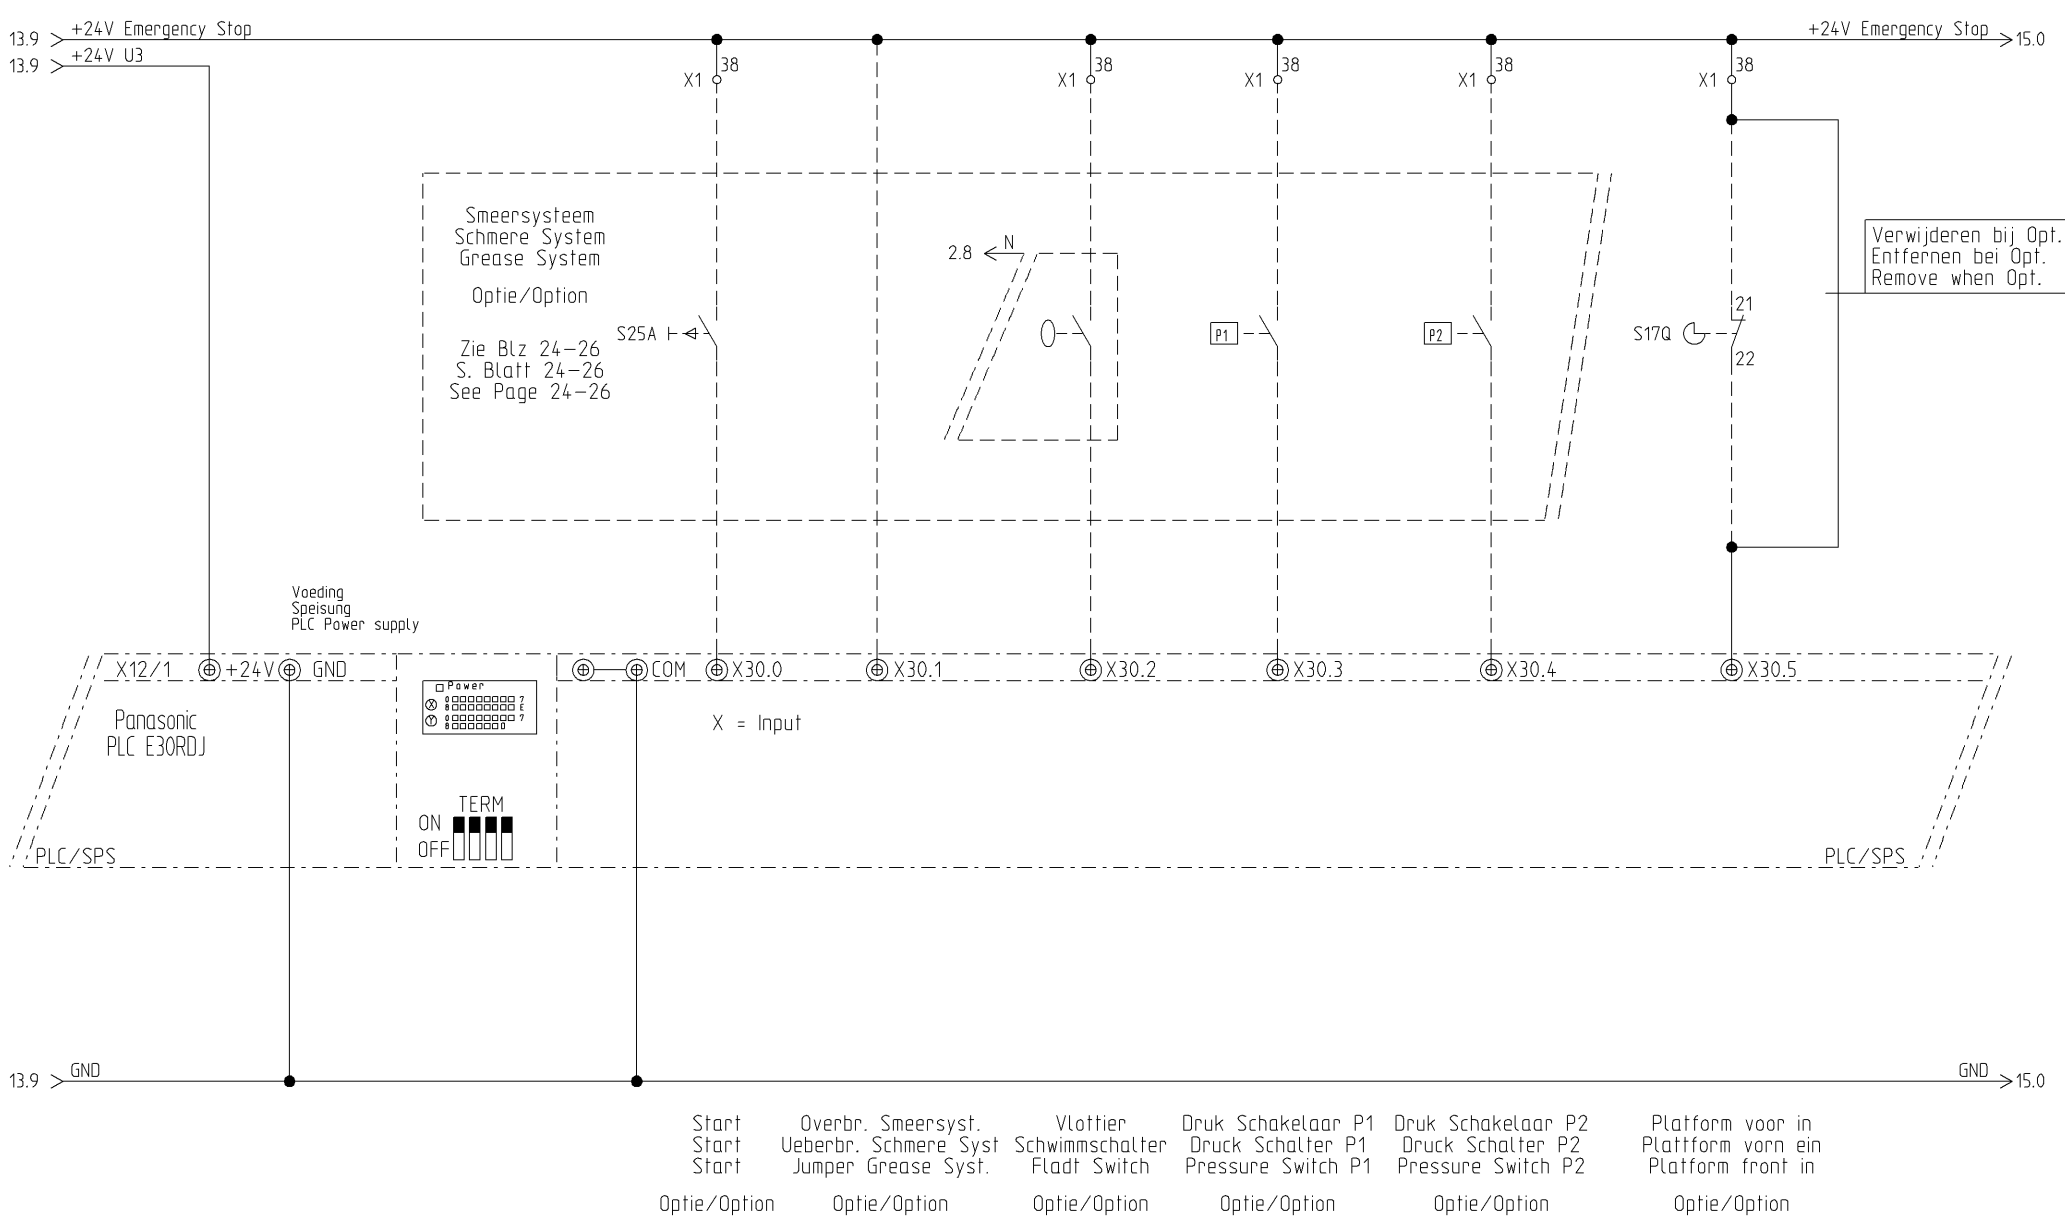 13.9 +24V Emergency Stop
+24V Emergency Stop 15.0
13.9 +24V U3
38
X1
38
X1
38
X1
38
X1
38
X1
Smeersysteem
Schmere System
Grease System
Optie/Option
Zie Blz 24-26
S. Blatt 24-26
See Page 24-26
S25A
2.8 N
P1
P2
S17Q
21
22
Verwijderen bij Opt.
Entfernen bei Opt.
Remove when Opt.
Voeding
Speisung
PLC Power supply
X12/1 +24V GND
COM X30.0 X30.1 X30.2 X30.3 X30.4 X30.5
Panasonic
PLC E30RDJ
Power
X 0 7
8 E
Y 0 7
8 D
X = Input
TERM
ON
OFF
PLC/SPS
PLC/SPS
13.9 GND
GND 15.0
Start
Start
Start
Optie/Option
Overbr. Smeersyst.
Ueberbr. Schmere Syst
Jumper Grease Syst.
Optie/Option
Vlottier
Schwimmschalter
Fladt Switch
Optie/Option
Druk Schakelaar P1
Druck Schalter P1
Pressure Switch P1
Optie/Option
Druk Schakelaar P2
Druck Schalter P2
Pressure Switch P2
Optie/Option
Platform voor in
Plattform vorn ein
Platform front in
Optie/Option